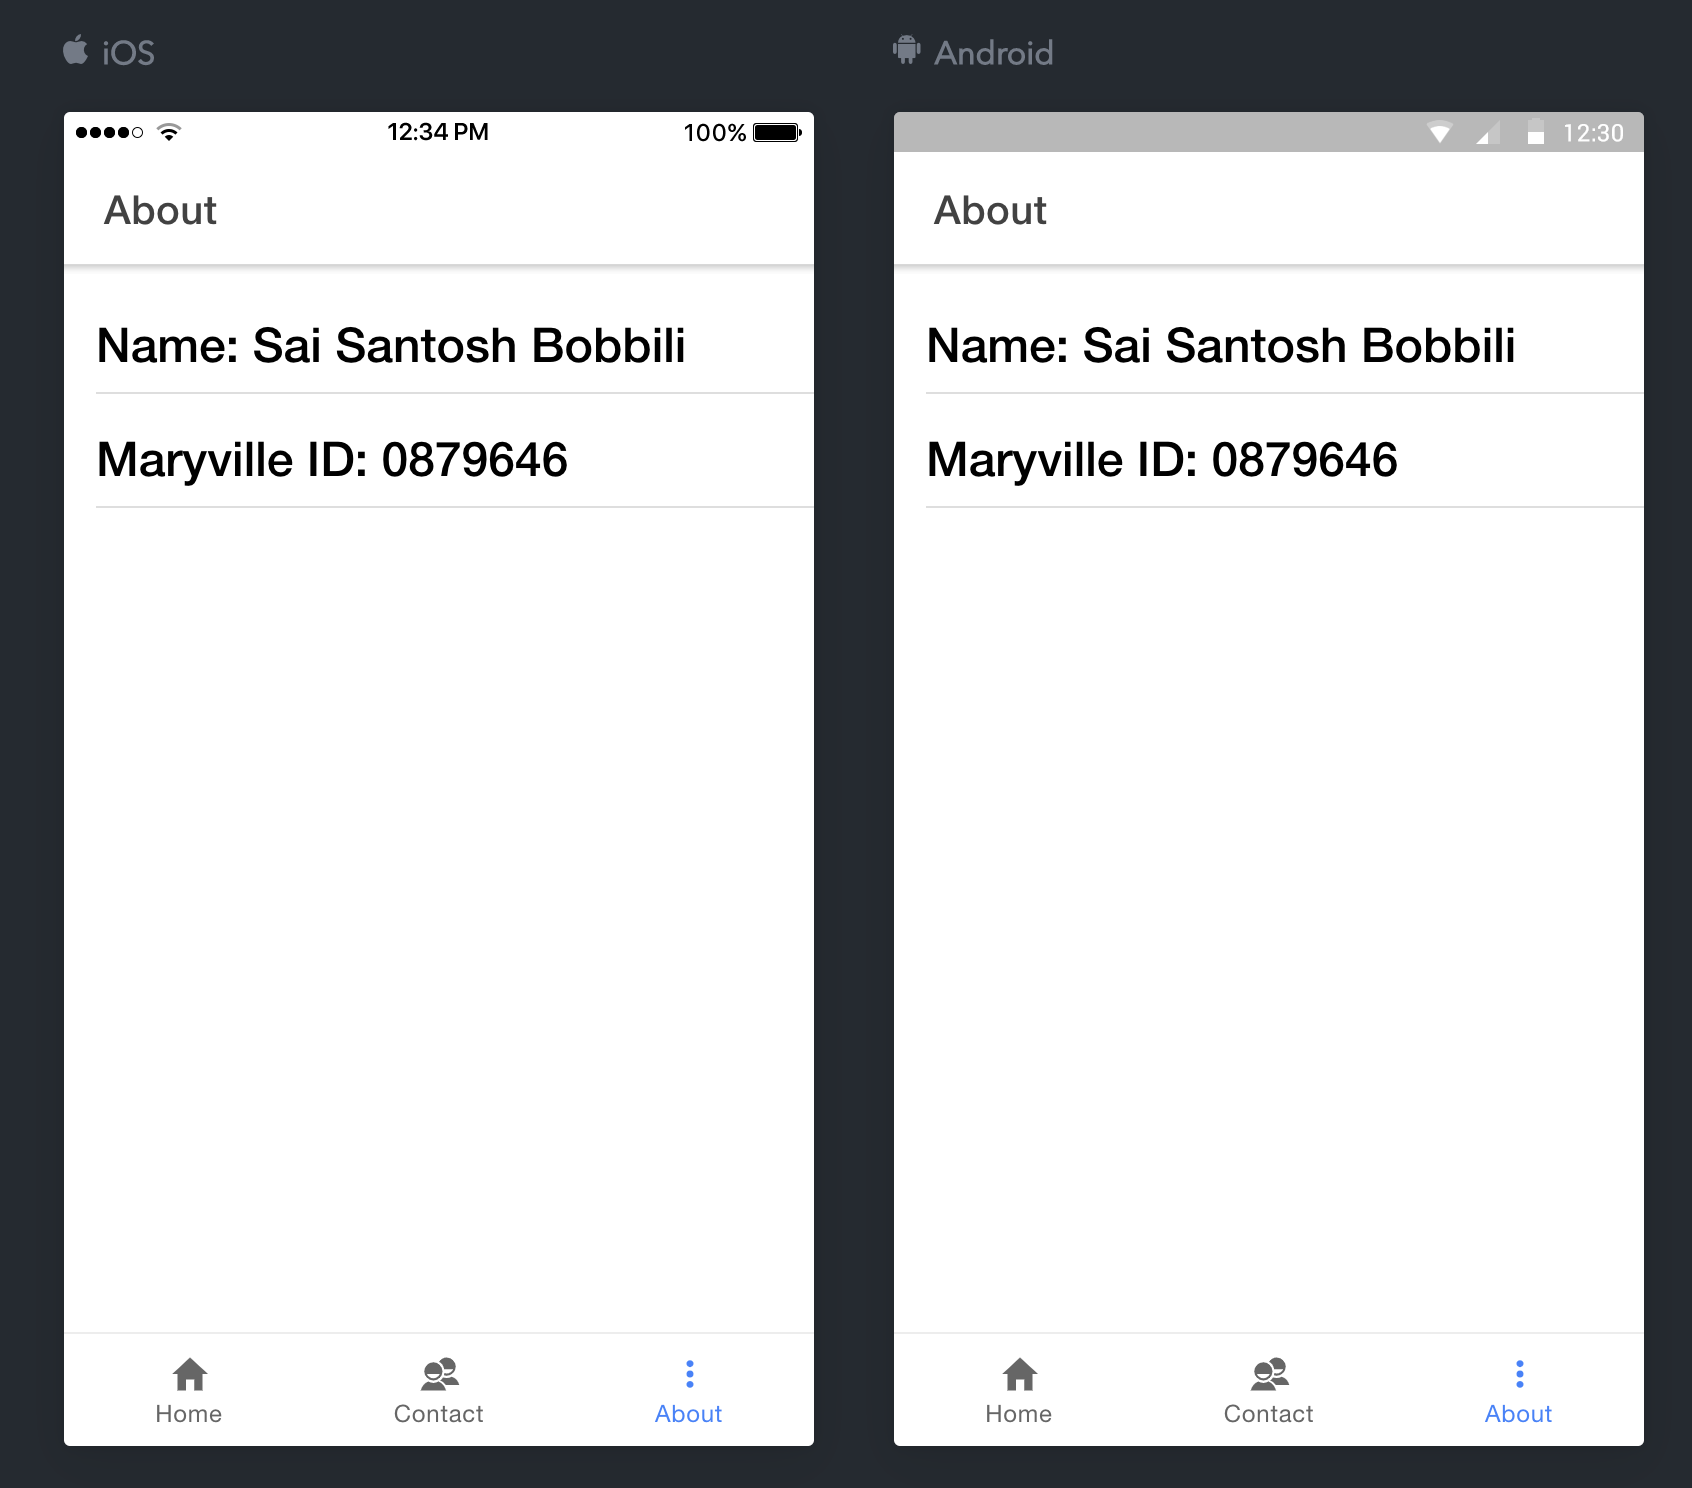 iOS
12:34 PM 100%
About
Name: Sai Santosh Bobbili
Maryville ID: 0879646
Home Contact About
Android
12:30
About
Name: Sai Santosh Bobbili
Maryville ID: 0879646
Home Contact About